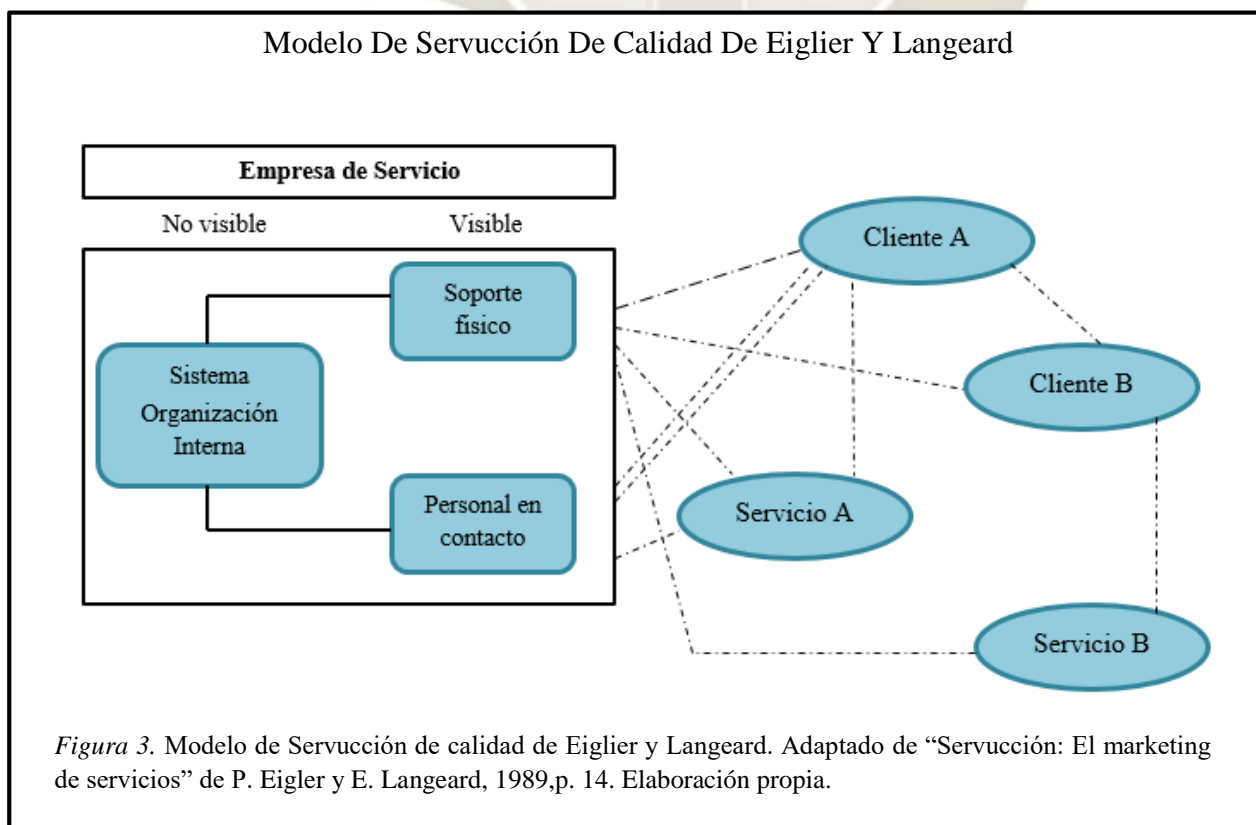 Modelo De Servucción De Calidad De Eiglier Y Langeard
Empresa de Servicio
No visible
Visible
Soporte
físico
Sistema
Organización
Interna
Personal en
contacto
Cliente A
Cliente B
Servicio A
Servicio B
Figura 3. Modelo de Servucción de calidad de Eiglier y Langeard. Adaptado de “Servucción: El marketing
de servicios” de P. Eigler y E. Langeard, 1989,p. 14. Elaboración propia.